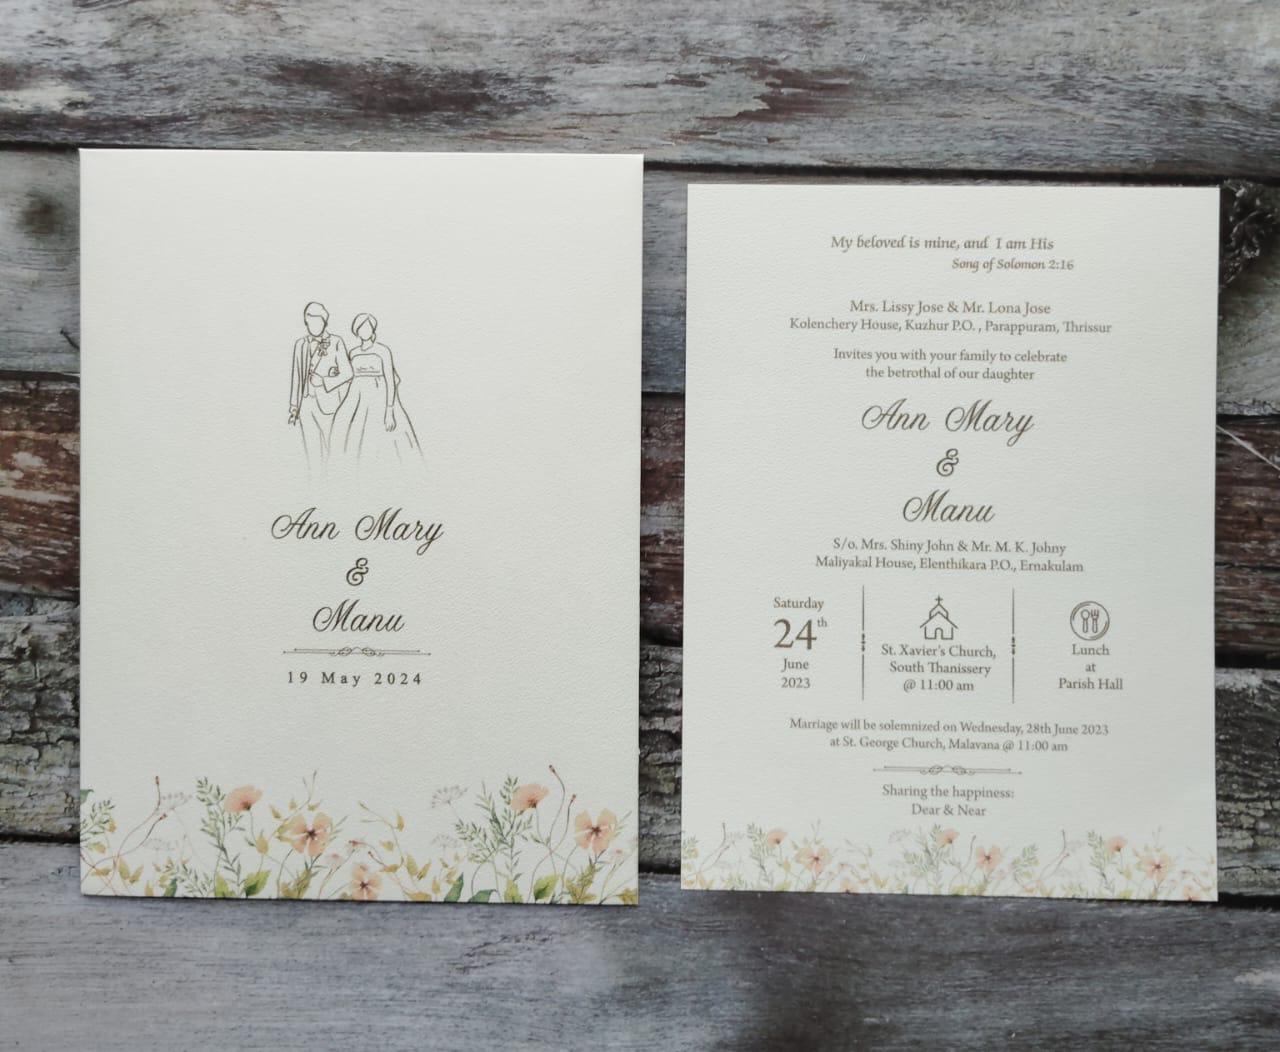 Ann Mary
&
Manu
19 May 2024
My beloved is mine, and I am His
Song of Solomon 2:16
Mrs. Lissy Jose & Mr. Lona Jose
Kolenchery House, Kuzhur P.O. , Parappuram, Thrissur
Invites you with your family to celebrate
the betrothal of our daughter
Ann Mary
&
Manu
S/o. Mrs. Shiny John & Mr. M. K. Johny
Maliyakal House, Elenthikara P.O., Ernakulam
Saturday
24th
June
2023
St. Xavier's Church,
South Thanissery
@ 11:00 am
Lunch
at
Parish Hall
Marriage will be solemnized on Wednesday, 28th June 2023
at St. George Church, Malavana @ 11:00 am
Sharing the happiness:
Dear & Near